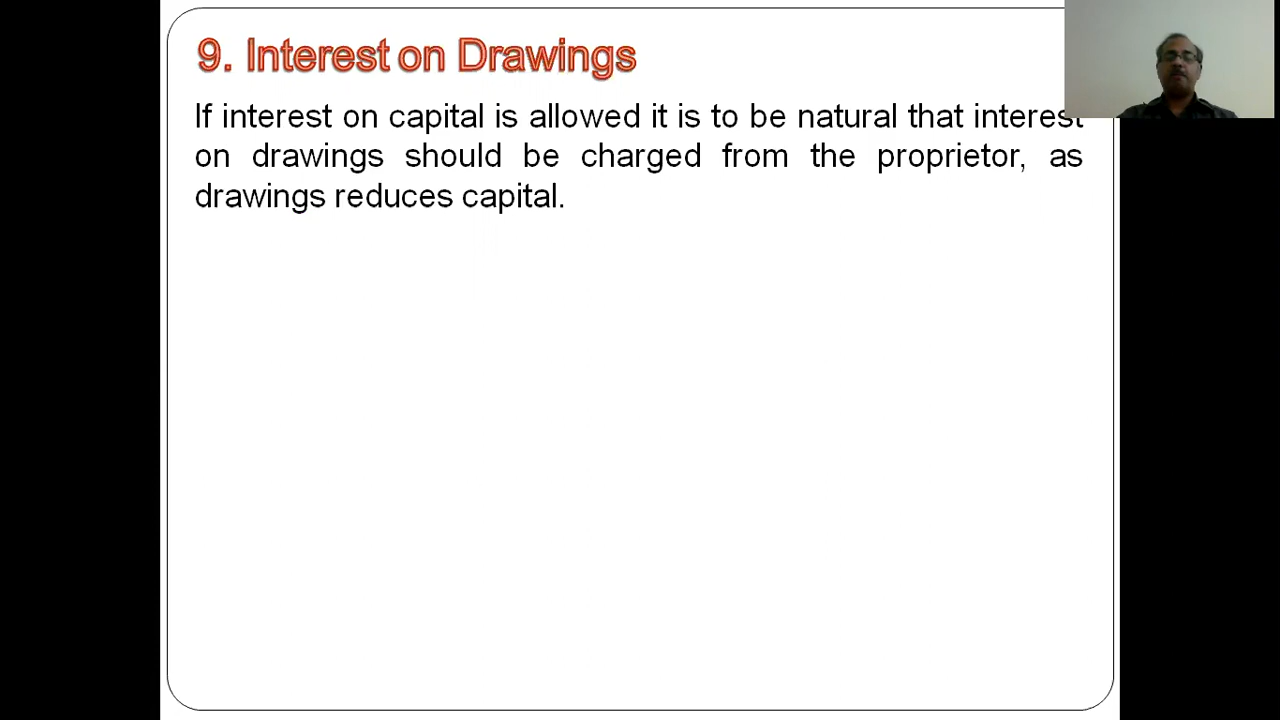 9. Interest on Drawings
If interest on capital is allowed it is to be natural that interest
on drawings should be charged from the proprietor, as
drawings reduces capital.